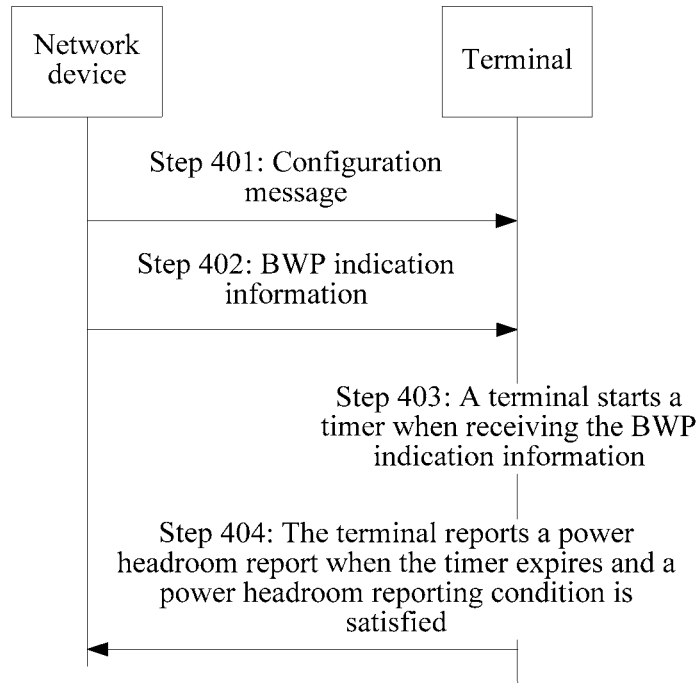 Network
device
Terminal
Step 401: Configuration
message
Step 402: BWP indication
information
Step 403: A terminal starts a
timer when receiving the BWP
indication information
Step 404: The terminal reports a power
headroom report when the timer expires and a
power headroom reporting condition is
satisfied